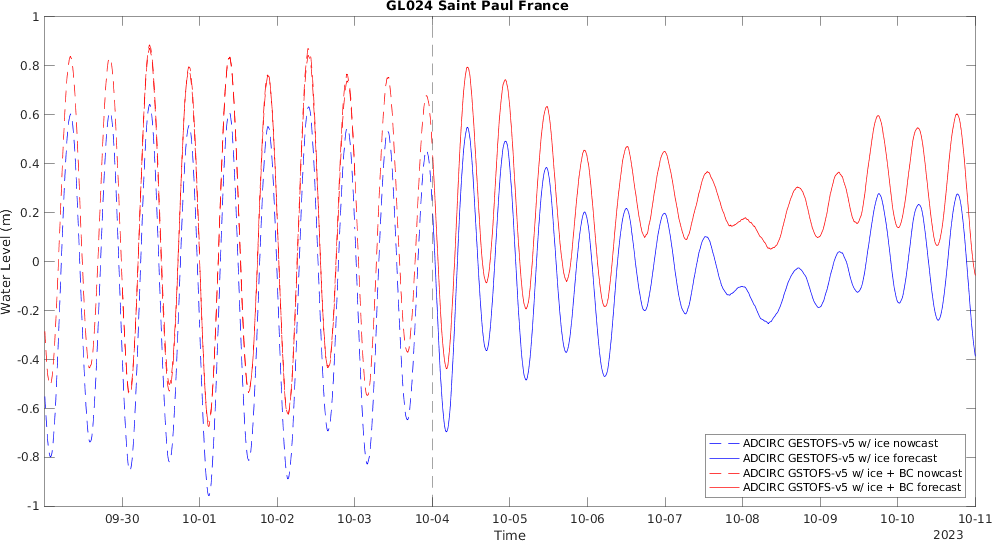 GL024 Saint Paul France
1
0.8
0.6
0.4
0.2
0
-0.2
-0.4
-0.6
-0.8
-1
Water Level (m)
ADCIRC GESTOFS-v5 w/ ice nowcast
ADCIRC GESTOFS-v5 w/ ice forecast
ADCIRC GSTOFS-v5 w/ ice + BC nowcast
ADCIRC GSTOFS-v5 w/ ice + BC forecast
09-30 10-01 10-02 10-03 10-04 10-05 10-06 10-07 10-08 10-09 10-10 10-11
Time
2023